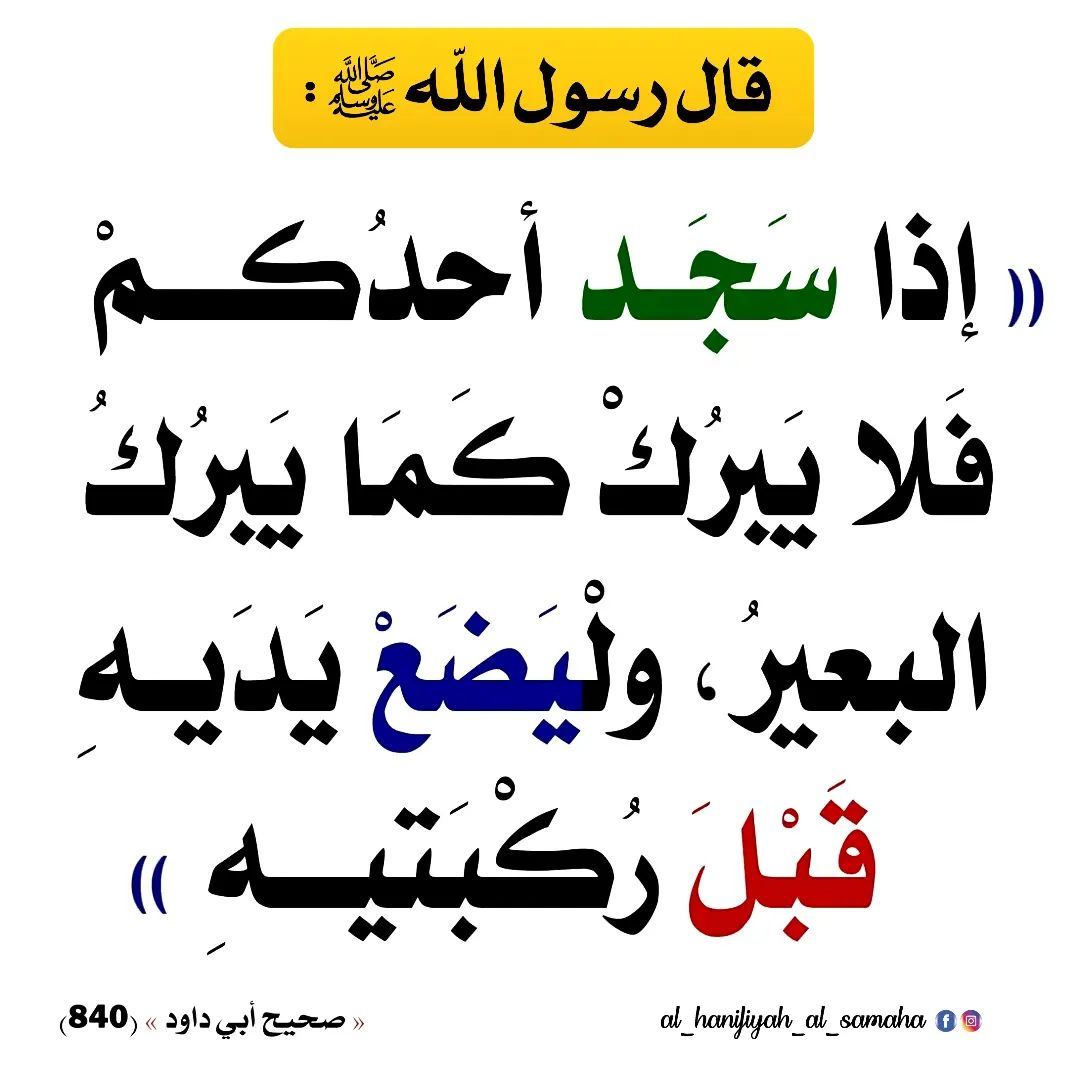 قال رسول الله ﷺ :
(( إذا سَجَد أحدُكمْ
فَلا يَبرُكْ كَمَا يَبرُكُ
البعيرُ، ولْيَضَعْ يَدَيهِ
قَبْلَ رُكْبَتيهِ ))
« صحيح أبي داود » (840)
al_hanifiyah_al_samaha